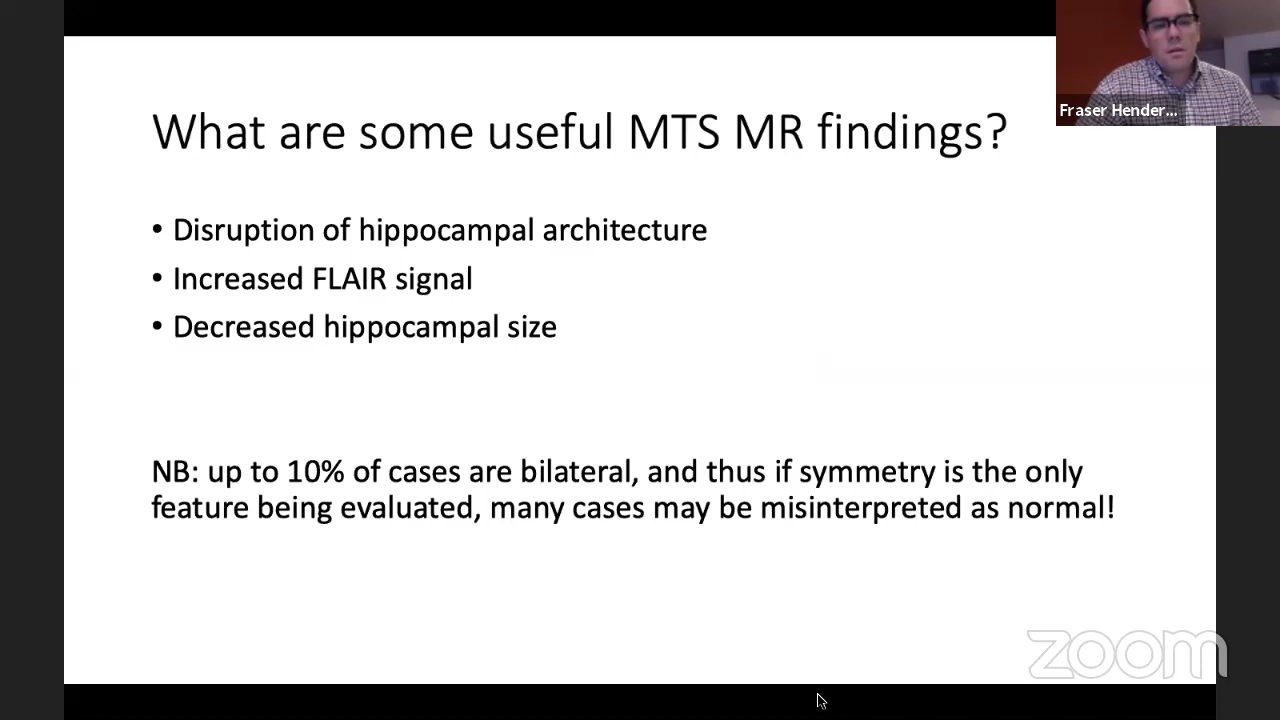 What are some useful MTS MR findings?
Fraser Hender...
• Disruption of hippocampal architecture
• Increased FLAIR signal
• Decreased hippocampal size
NB: up to 10% of cases are bilateral, and thus if symmetry is the only
feature being evaluated, many cases may be misinterpreted as normal!
zoom